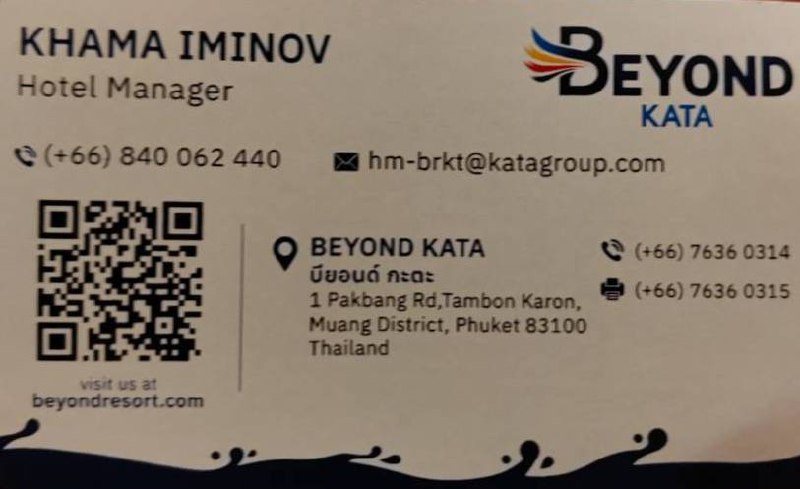 KHAMA IMINOV
Hotel Manager
BEYOND
KATA
(+66) 840 062 440
hm-brkt@katagroup.com
visit us at
beyondresort.com
BEYOND KATA
บียอนด์ กะตะ
1 Pakbang Rd,Tambon Karon,
Muang District, Phuket 83100
Thailand
(+66) 7636 0314
(+66) 7636 0315